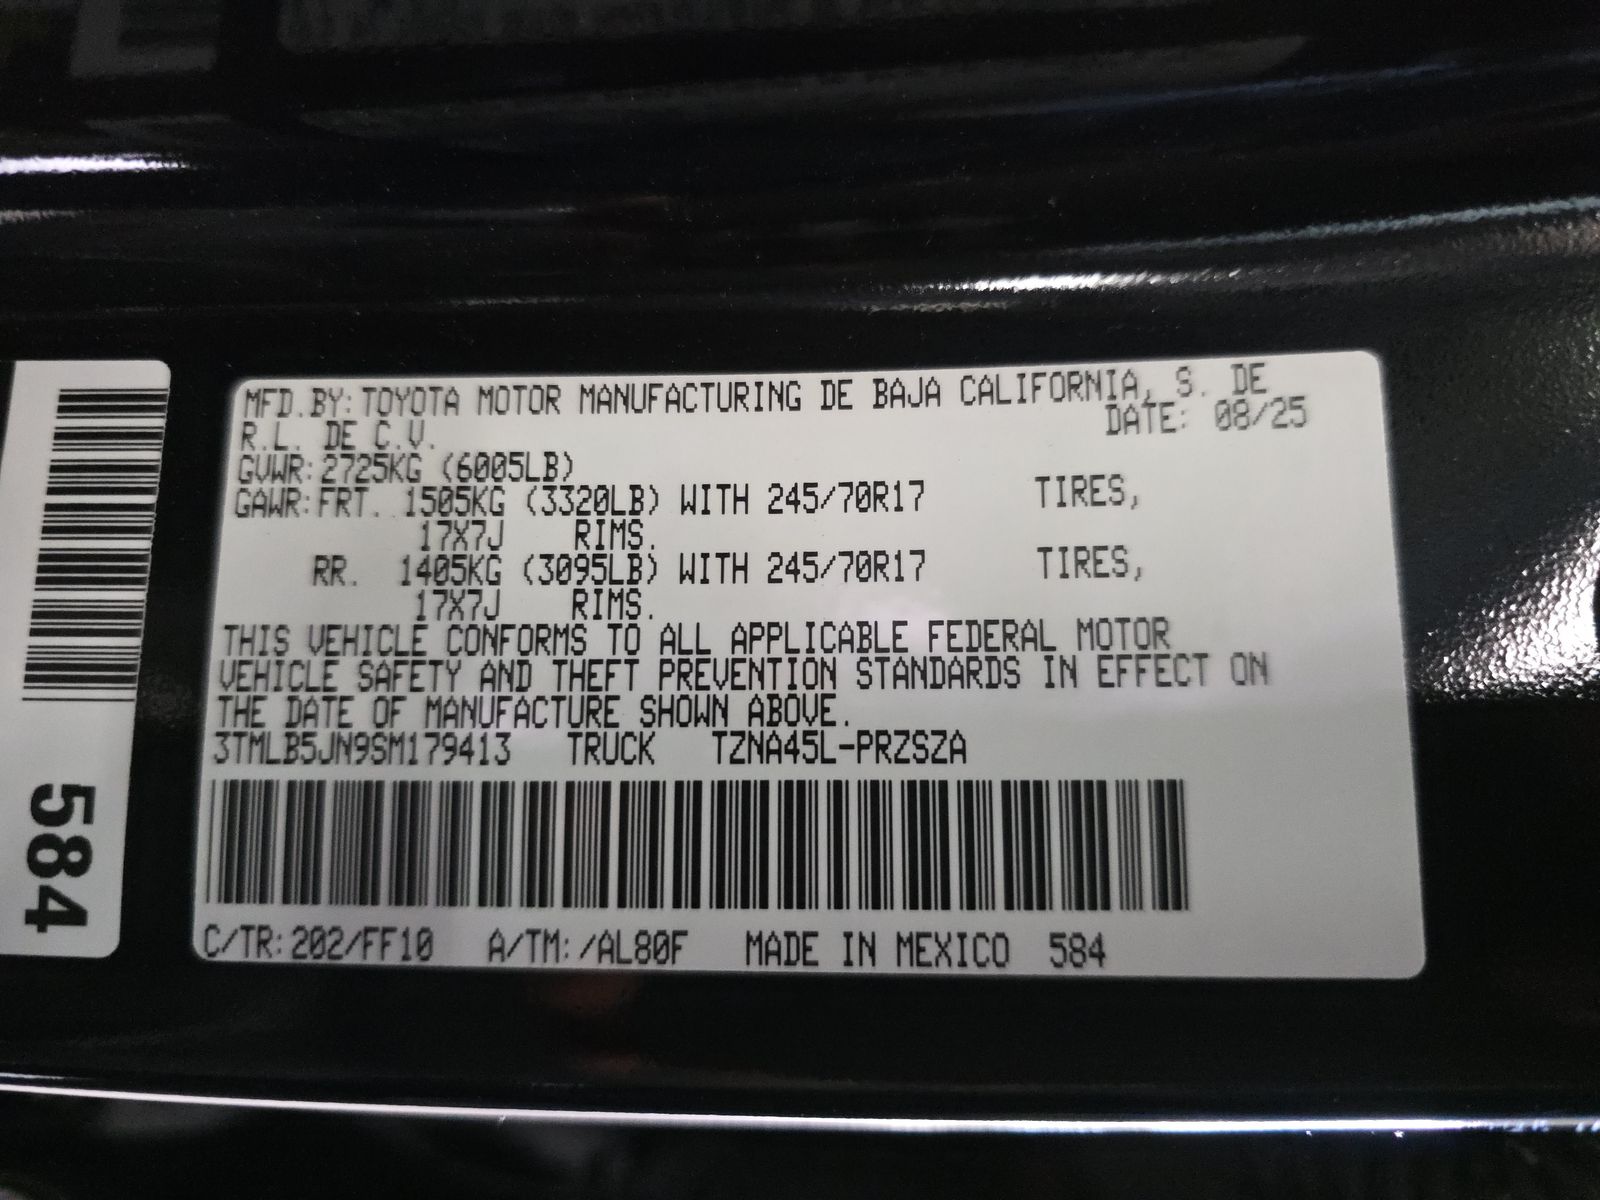 MFD.BY:TOYOTA MOTOR MANUFACTURING DE BAJA CALIFORNIA, S. DE
R.L. DE C.V. DATE: 08/25
GVWR:2725KG (6005LB)
GAWR:FRT. 1505KG (3320LB) WITH 245/70R17 TIRES,
17X7J RIMS.
RR. 1405KG (3095LB) WITH 245/70R17 TIRES,
17X7J RIMS.
THIS VEHICLE CONFORMS TO ALL APPLICABLE FEDERAL MOTOR
VEHICLE SAFETY AND THEFT PREVENTION STANDARDS IN EFFECT ON
THE DATE OF MANUFACTURE SHOWN ABOVE.
3TMLB5JN9SM179413 TRUCK TZNA45L-PRZSZA
C/TR:202/FF10 A/TM:/AL80F MADE IN MEXICO 584
584